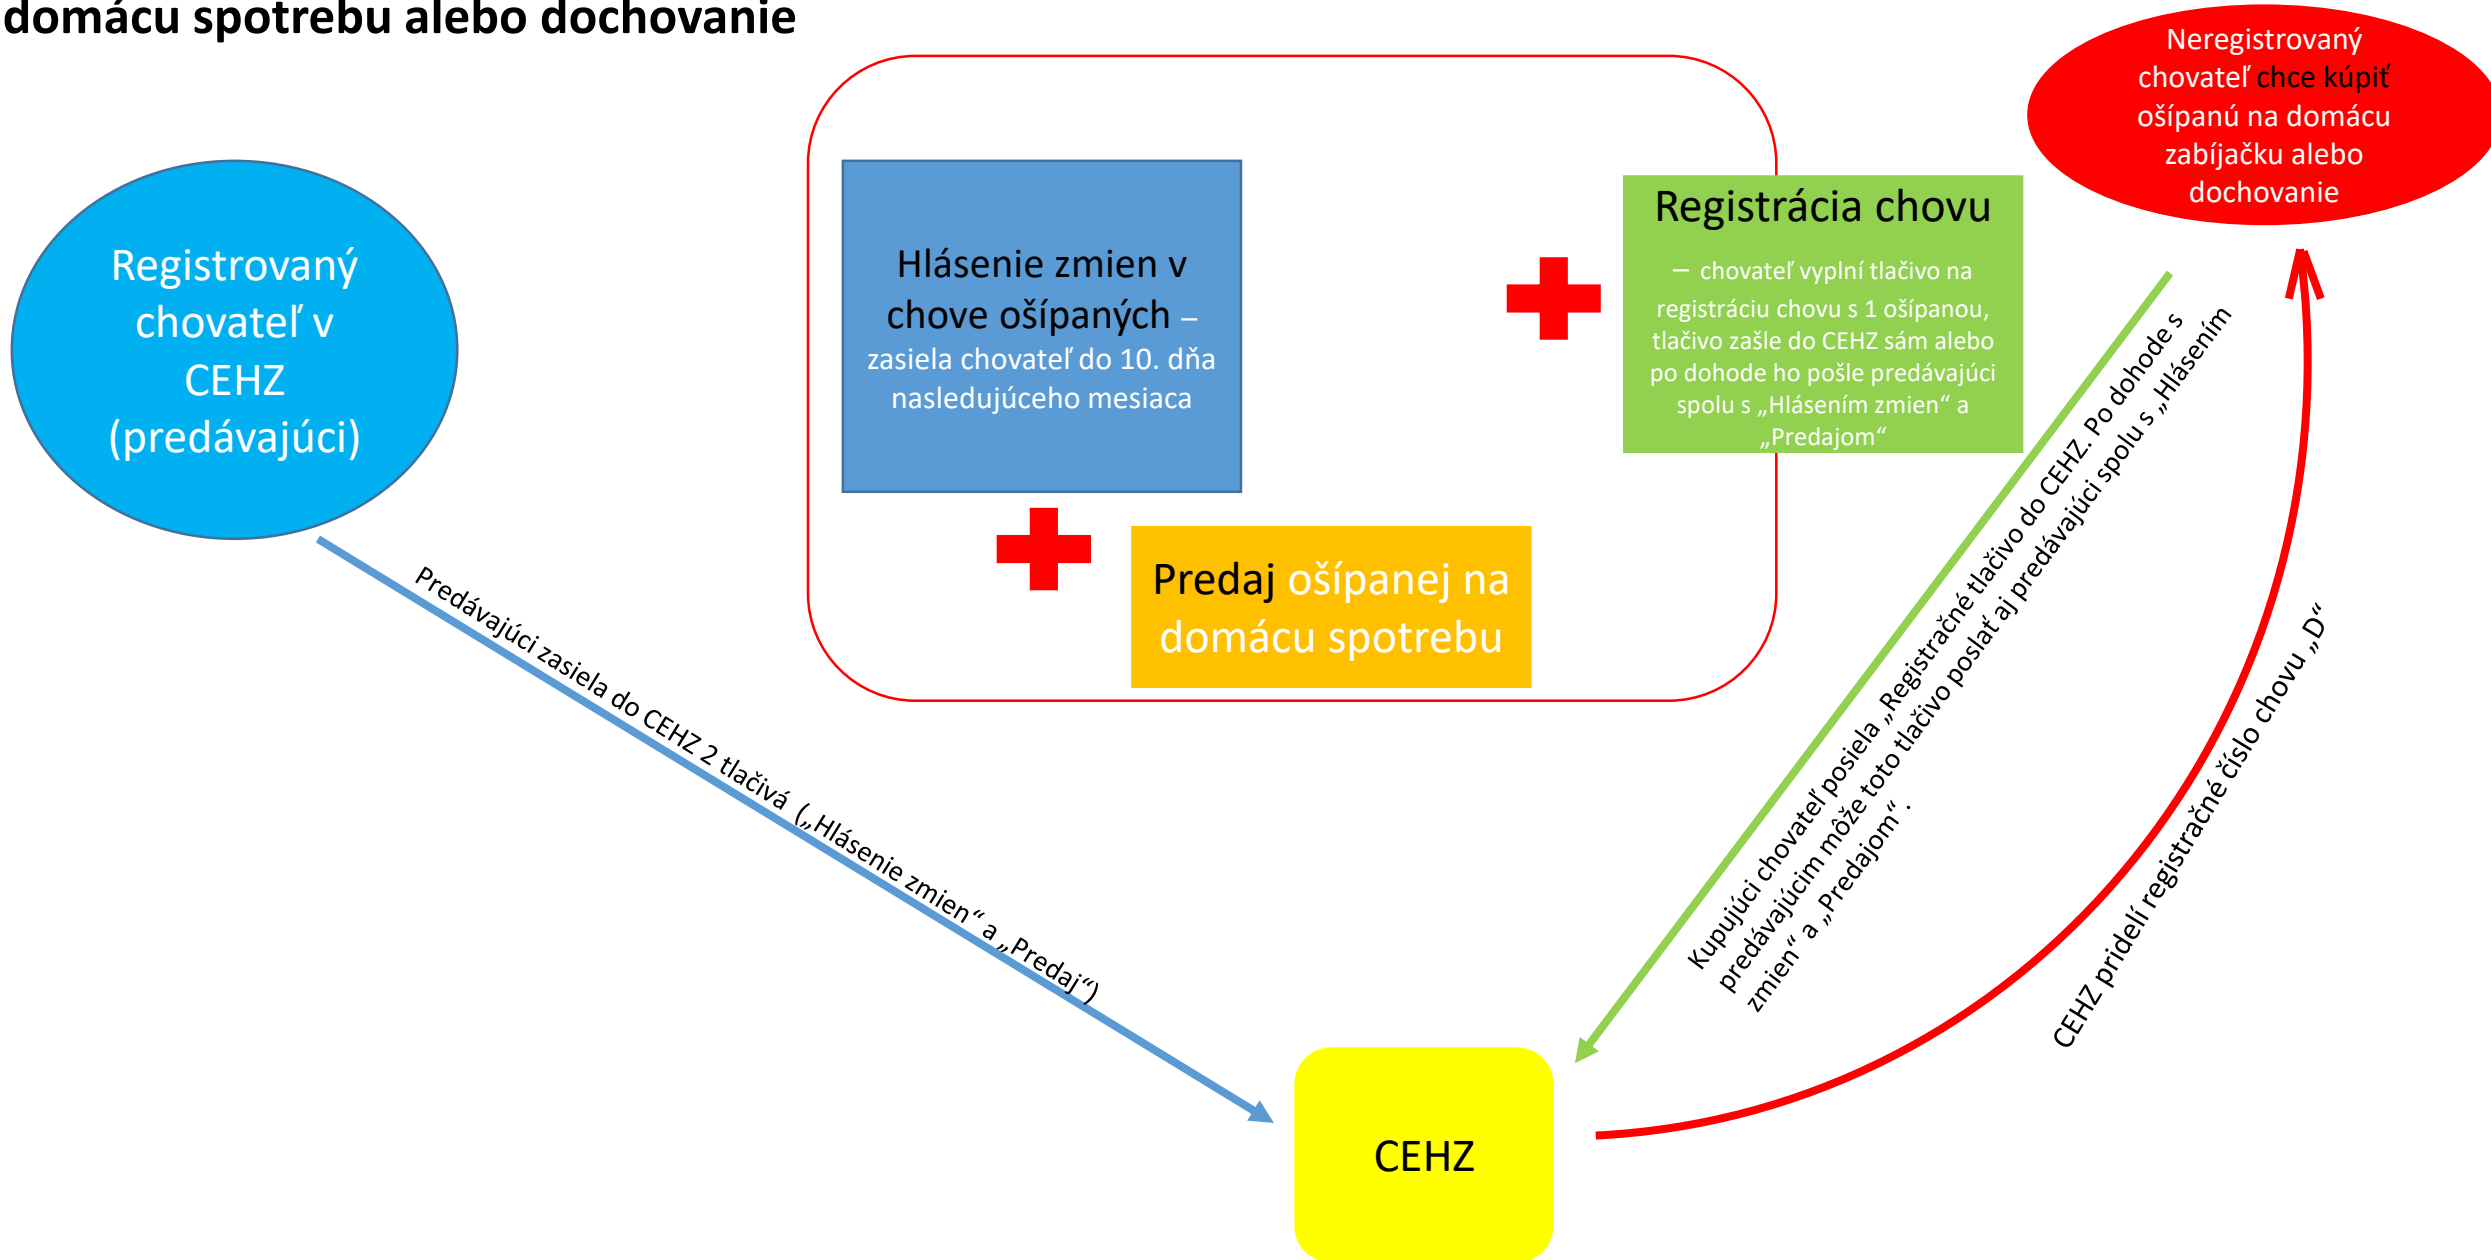 domácu spotrebu alebo dochovanie
Neregistrovaný
chovateľ chce kúpiť
ošípanú na domácu
zabíjačku alebo
dochovanie
Registrovaný
chovateľ v
CEHZ
(predávajúci)
Hlásenie zmien v
chove ošípaných –
zasiela chovateľ do 10. dňa
nasledujúceho mesiaca
Registrácia chovu
– chovateľ vyplní tlačivo na
registráciu chovu s 1 ošípanou,
tlačivo zašle do CEHZ sám alebo
po dohode ho pošle predávajúci
spolu s „Hlásením zmien“ a
„Predajom“
Predaj ošípanej na
domácu spotrebu
Predávajúci zasiela do CEHZ 2 tlačivá („Hlásenie zmien“ a „Predaj“)
Kupujúci chovateľ posiela „Registračné tlačivo do CEHZ. Po dohode s
predávajúcim môže toto tlačivo poslať aj predávajúci spolu s „Hlásením
zmien“ a „Predajom“.
CEHZ pridelí registračné číslo chovu „D“
CEHZ